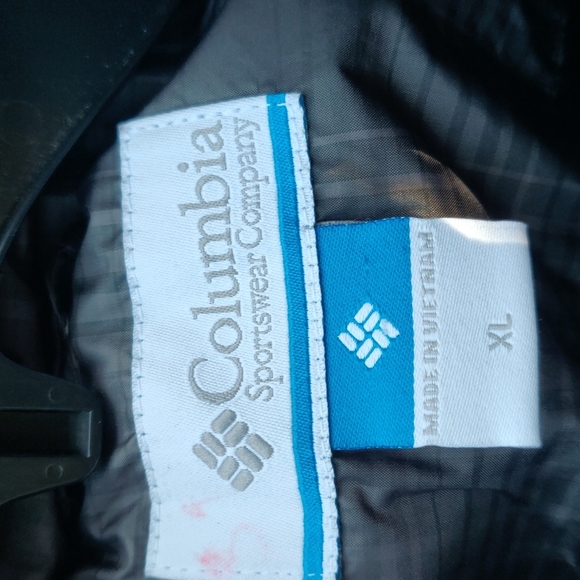 Columbia
Sportswear Company
MADE IN VIETNAM
XL